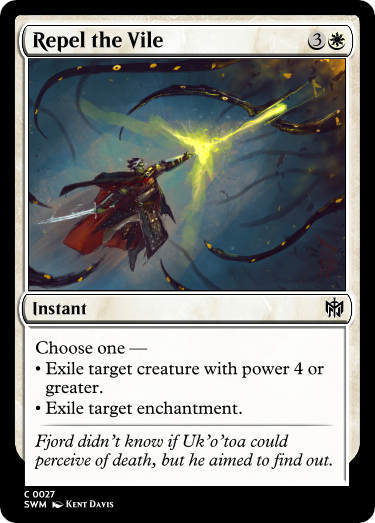 Repel the Vile 3
Instant
Choose one —
• Exile target creature with power 4 or
greater.
• Exile target enchantment.
Fjord didn't know if Uk'o'toa could
perceive of death, but he aimed to find out.
C 0027
SWM Kent Davis